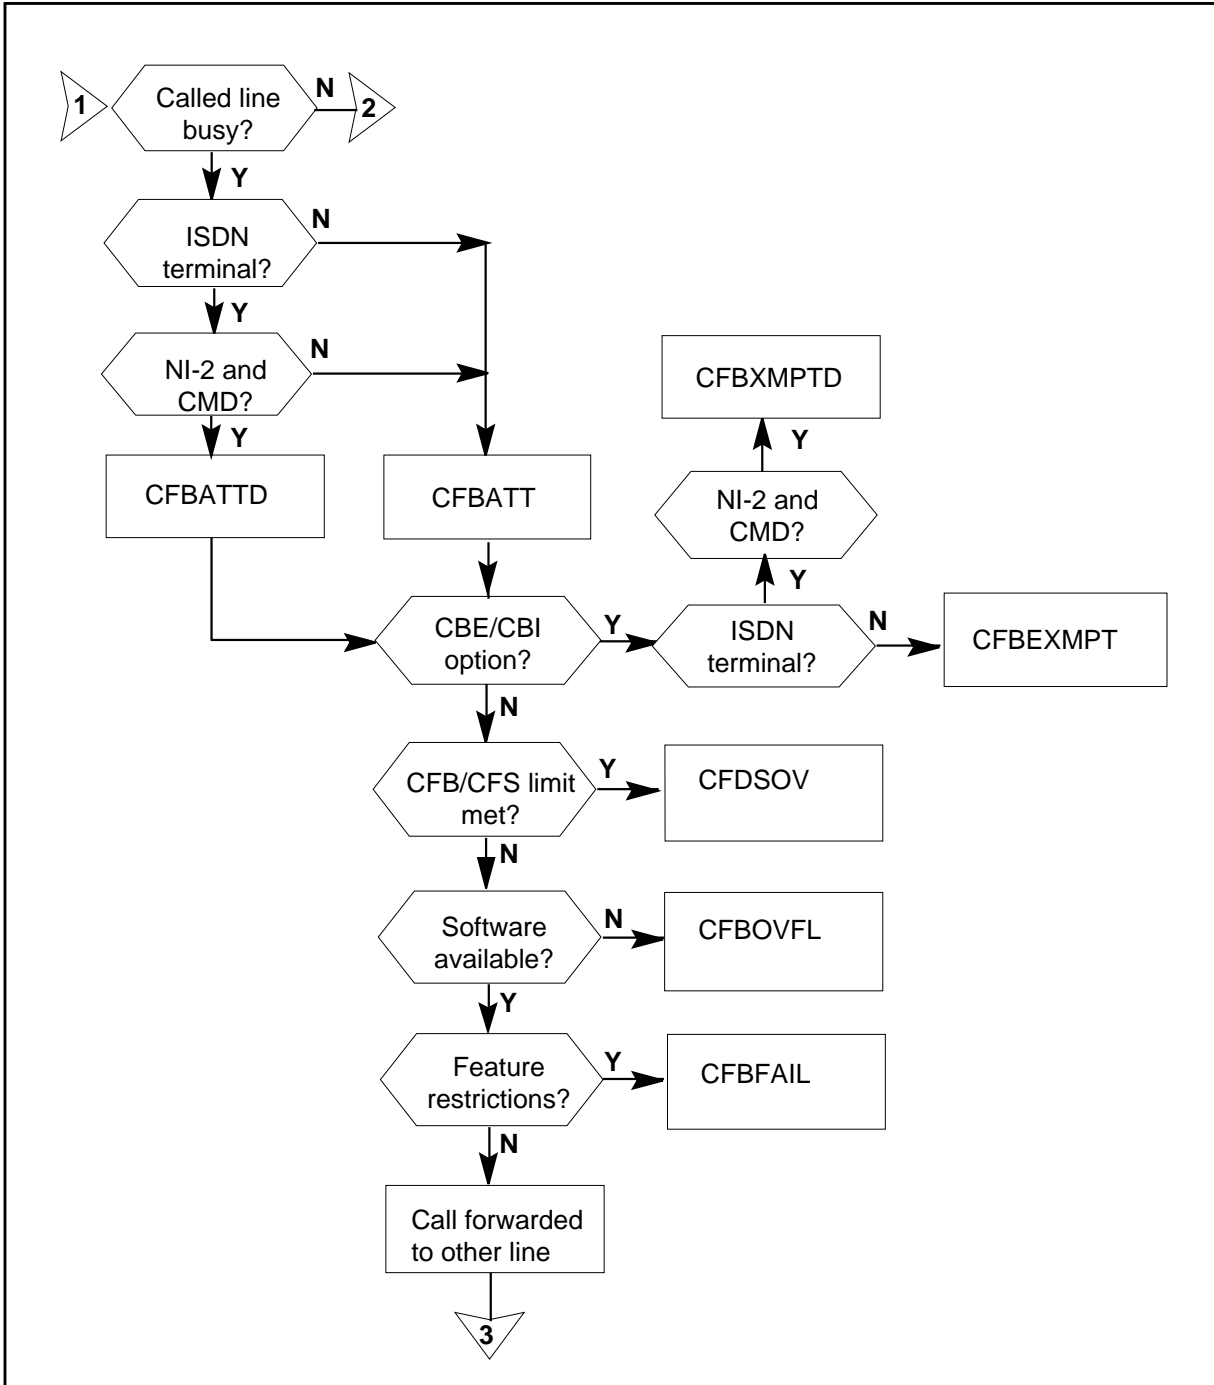 1
Called line
busy?
N
2
Y
ISDN
terminal?
N
Y
NI-2 and
CMD?
N
Y
CFBATTD
CFBATT
CFBXMPTD
Y
NI-2 and
CMD?
Y
CBE/CBI
option?
Y
ISDN
terminal?
N
CFBEXMPT
N
CFB/CFS limit
met?
Y
CFDSOV
N
Software
available?
N
CFBOVFL
Y
Feature
restrictions?
Y
CFBFAIL
N
Call forwarded
to other line
3